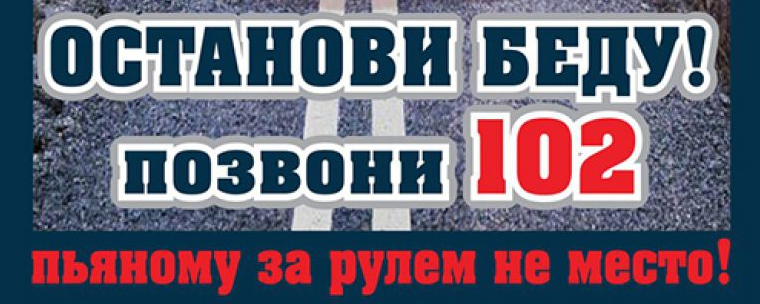 ОСТАНОВИ БЕДУ!
ПОЗВОНИ 102
ПЬЯНОМУ ЗА РУЛЕМ НЕ МЕСТО!